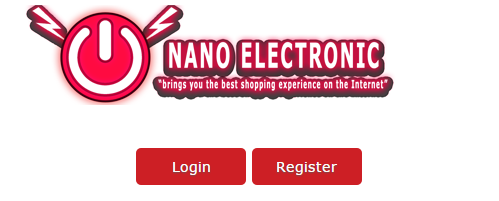 NANO ELECTRONIC
"brings you the best shopping experience on the Internet"
Login Register